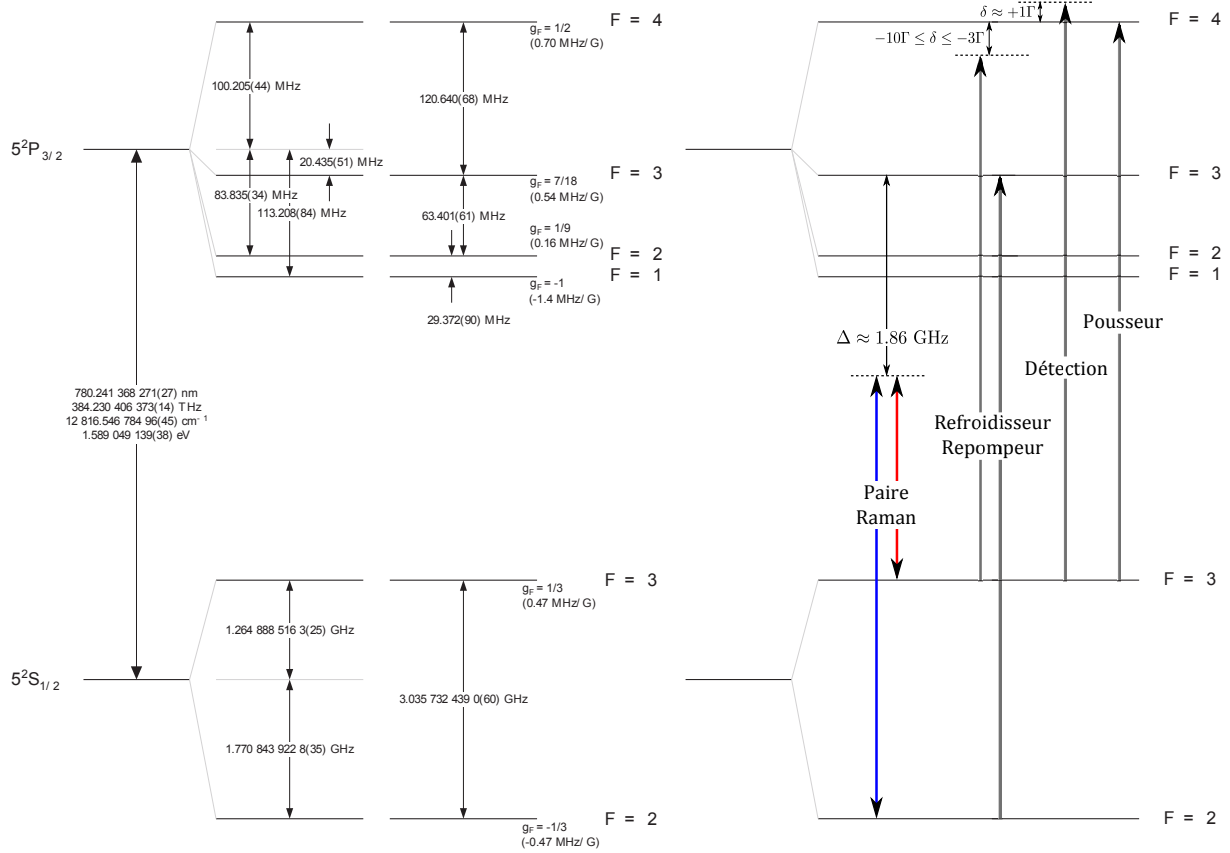 F = 4
g_F = 1/2
(0.70 MHz/ G)
100.205(44) MHz
120.640(68) MHz
5²P₃/₂
20.435(51) MHz
F = 3
g_F = 7/18
(0.54 MHz/ G)
83.835(34) MHz
113.208(84) MHz
63.401(61) MHz
g_F = 1/9
(0.16 MHz/ G)
F = 2
F = 1
g_F = -1
(-1.4 MHz/ G)
29.372(90) MHz
780.241 368 271(27) nm
384.230 406 373(14) THz
12 816.546 784 96(45) cm⁻¹
1.589 049 139(38) eV
F = 3
g_F = 1/3
(0.47 MHz/ G)
1.264 888 516 3(25) GHz
5²S₁/₂
3.035 732 439 0(60) GHz
1.770 843 922 8(35) GHz
F = 2
g_F = -1/3
(-0.47 MHz/ G)
δ ≈ +1Γ
F = 4
−10Γ ≤ δ ≤ −3Γ
F = 3
F = 2
F = 1
Δ ≈ 1.86 GHz
Pousseur
Détection
Refroidisseur
Repompeur
Paire
Raman
F = 3
F = 2